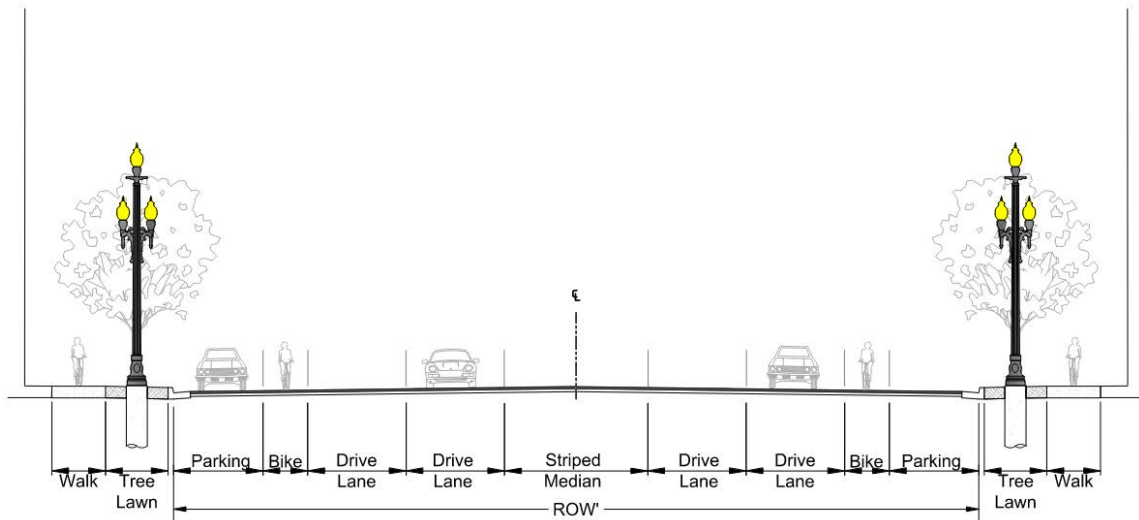 ℄
Parking Bike Drive Drive Striped Drive Drive Bike Parking
Walk Tree Lane Lane Median Lane Lane Tree Walk
Lawn Lawn
ROW'